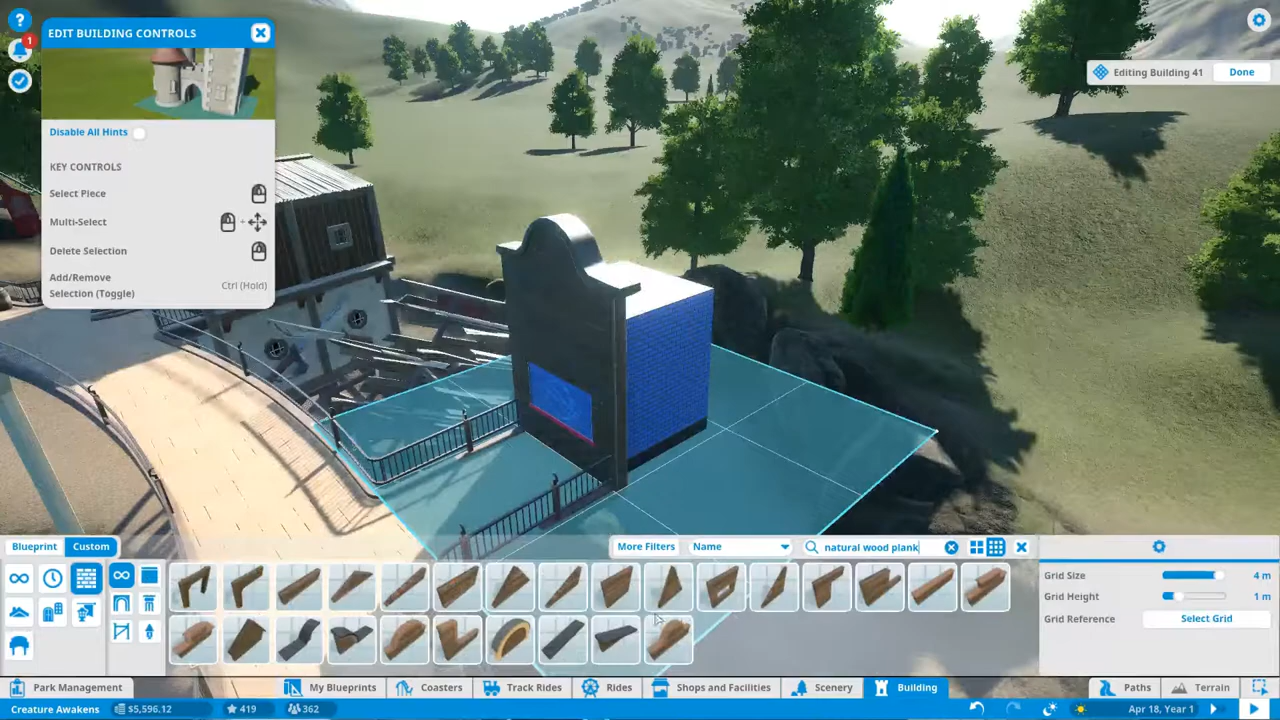 ?
1
EDIT BUILDING CONTROLS
Disable All Hints
KEY CONTROLS
Select Piece
Multi-Select
+
Delete Selection
Add/Remove
Selection (Toggle)
Ctrl (Hold)
Editing Building 41
Done
Blueprint
Custom
More Filters
Name
natural wood plank
Grid Size
4 m
Grid Height
1 m
Grid Reference
Select Grid
Park Management
My Blueprints
Coasters
Track Rides
Rides
Shops and Facilities
Scenery
Building
Paths
Terrain
Creature Awakens
$5,596.12
419
362
Apr 18, Year 1